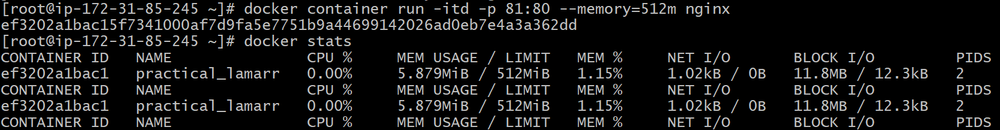 [root@ip-172-31-85-245 ~]# docker container run -itd -p 81:80 --memory=512m nginx
ef3202a1bac15f7341000af7d9fa5e7751b9a44699142026ad0eb7e4a3a362dd
[root@ip-172-31-85-245 ~]# docker stats
CONTAINER ID   NAME               CPU %     MEM USAGE / LIMIT   MEM %     NET I/O       BLOCK I/O         PIDS
ef3202a1bac1   practical_lamarr   0.00%     5.879MiB / 512MiB   1.15%     1.02kB / 0B   11.8MB / 12.3kB   2
CONTAINER ID   NAME               CPU %     MEM USAGE / LIMIT   MEM %     NET I/O       BLOCK I/O         PIDS
ef3202a1bac1   practical_lamarr   0.00%     5.879MiB / 512MiB   1.15%     1.02kB / 0B   11.8MB / 12.3kB   2
CONTAINER ID   NAME               CPU %     MEM USAGE / LIMIT   MEM %     NET I/O       BLOCK I/O         PIDS